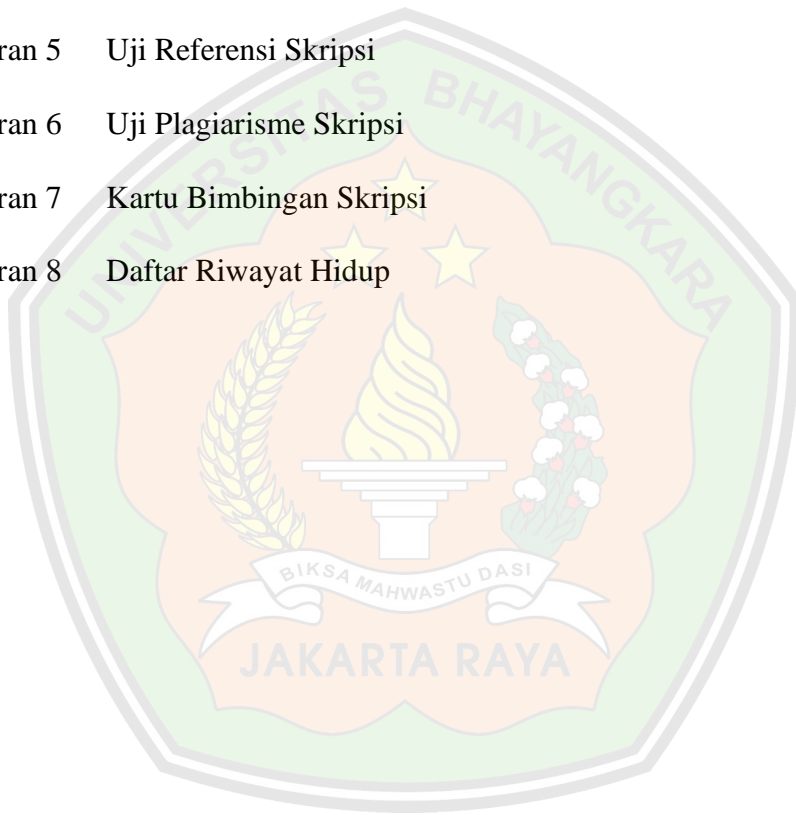 ran 5 Uji Referensi Skripsi
ran 6 Uji Plagiarisme Skripsi
ran 7 Kartu Bimbingan Skripsi
ran 8 Daftar Riwayat Hidup
UNIVERSITAS BHAYANGKARA
BIKSA MAHWASTU DASI
JAKARTA RAYA